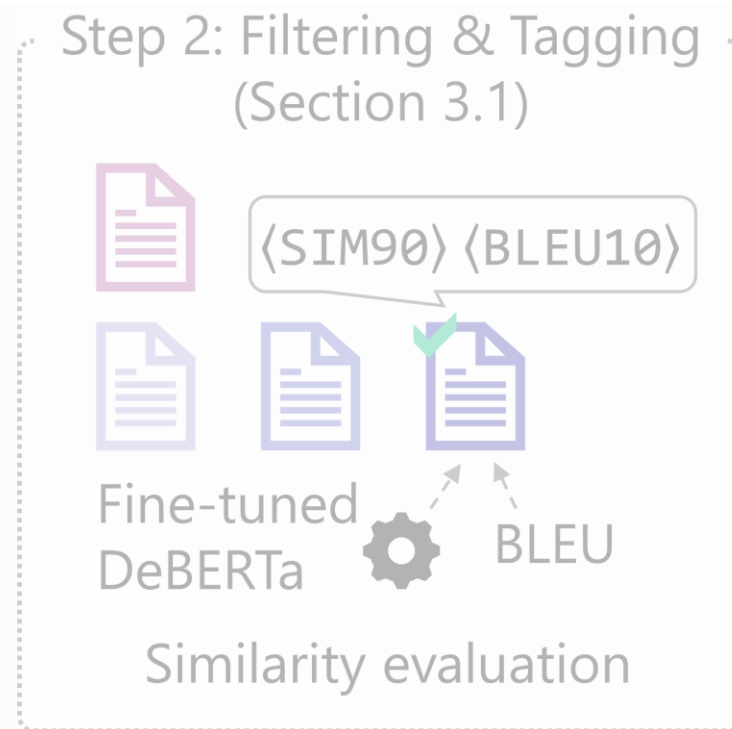 Step 2: Filtering & Tagging
(Section 3.1)
⟨SIM90⟩ ⟨BLEU10⟩
Fine-tuned
DeBERTa
BLEU
Similarity evaluation